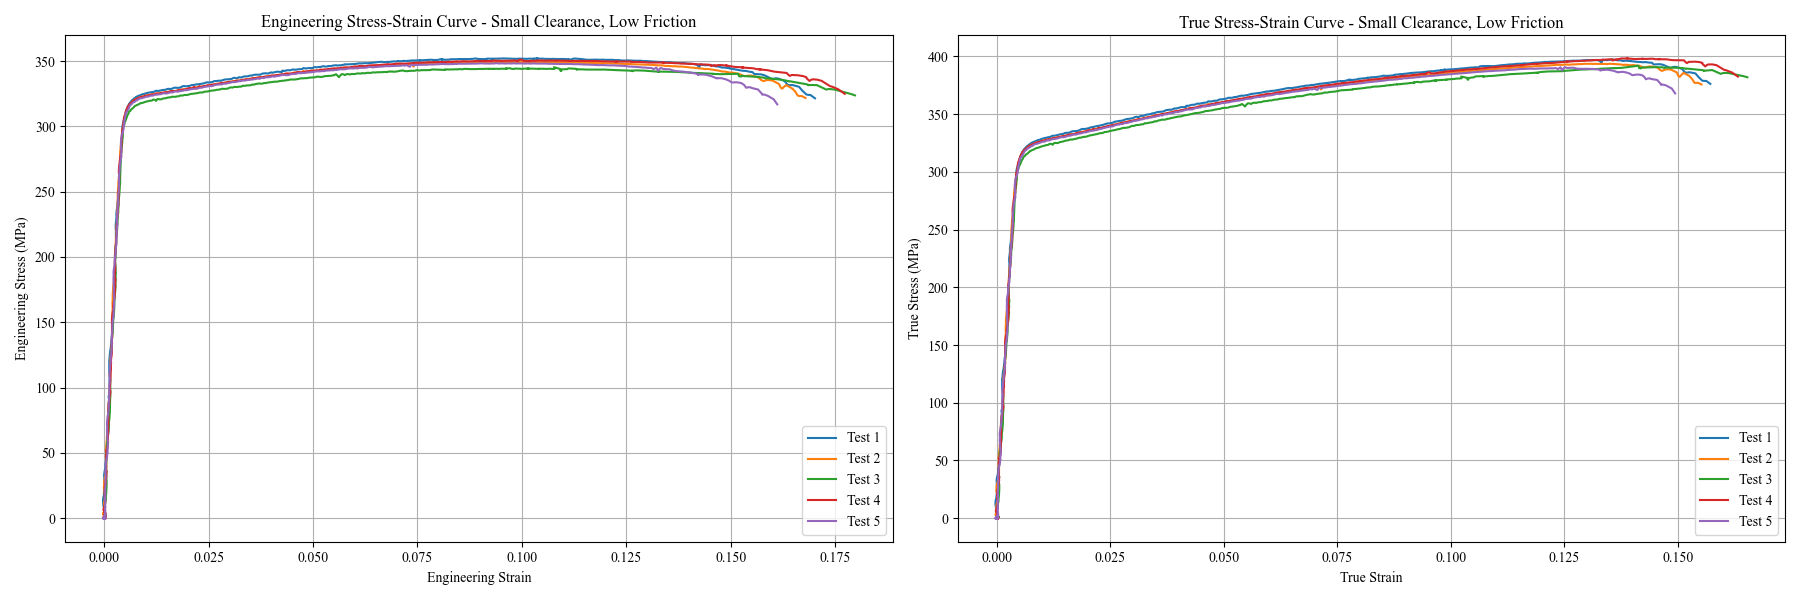 Engineering Stress-Strain Curve - Small Clearance, Low Friction
Engineering Stress (MPa)
350
300
250
200
150
100
50
0
0.000
0.025
0.050
0.075
0.100
0.125
0.150
0.175
Engineering Strain
Test 1
Test 2
Test 3
Test 4
Test 5
True Stress-Strain Curve - Small Clearance, Low Friction
True Stress (MPa)
400
350
300
250
200
150
100
50
0
0.000
0.025
0.050
0.075
0.100
0.125
0.150
True Strain
Test 1
Test 2
Test 3
Test 4
Test 5